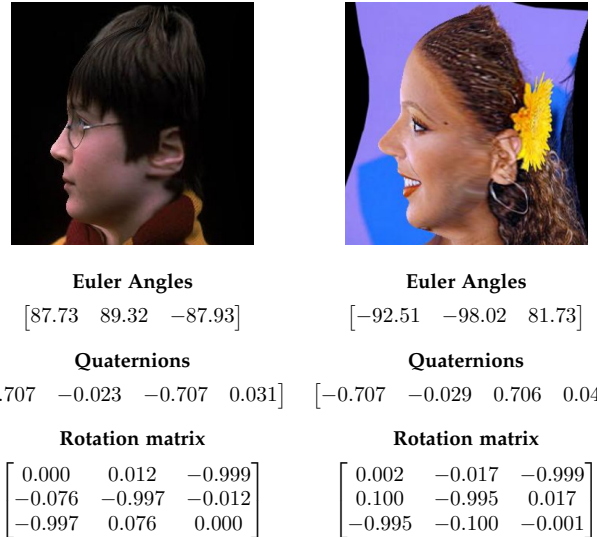 Euler Angles Euler Angles
[87.73 89.32 −87.93] [−92.51 −98.02 81.73]
Quaternions Quaternions
.707 −0.023 −0.707 0.031] [−0.707 −0.029 0.706 0.04
Rotation matrix Rotation matrix
0.000 0.012 −0.999 0.002 −0.017 −0.999
−0.076 −0.997 −0.012 0.100 −0.995 0.017
−0.997 0.076 0.000 −0.995 −0.100 −0.001